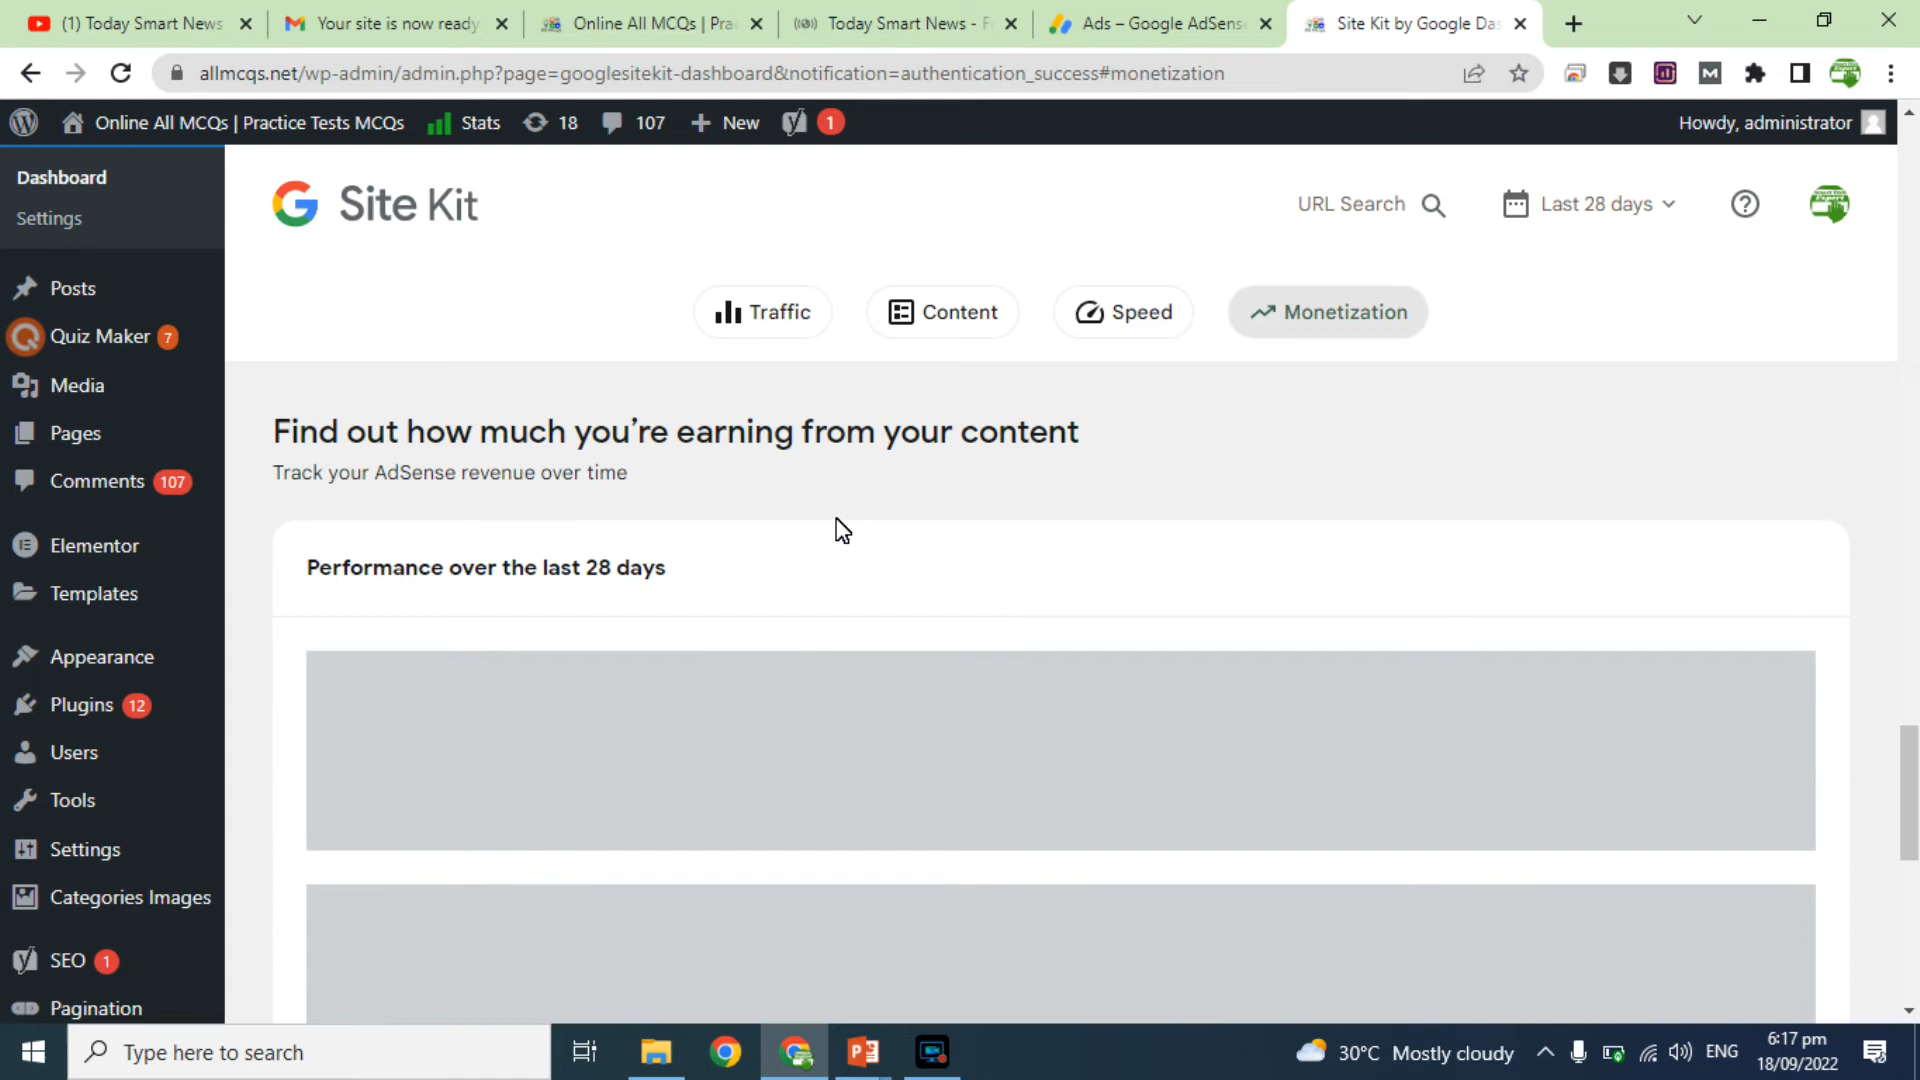 (1) Today Smart News
Your site is now ready
Online All MCQs | Pra
Today Smart News - F
Ads – Google AdSens
Site Kit by Google Das
allmcqs.net/wp-admin/admin.php?page=googlesitekit-dashboard&notification=authentication_success#monetization
Online All MCQs | Practice Tests MCQs
Stats
18
107
New
1
Howdy, administrator
Dashboard
Settings
Posts
Quiz Maker 7
Media
Pages
Comments 107
Elementor
Templates
Appearance
Plugins 12
Users
Tools
Settings
Categories Images
SEO 1
Pagination
Site Kit
URL Search
Last 28 days
Traffic
Content
Speed
Monetization
Find out how much you’re earning from your content
Track your AdSense revenue over time
Performance over the last 28 days
Type here to search
30°C Mostly cloudy
ENG
6:17 pm
18/09/2022